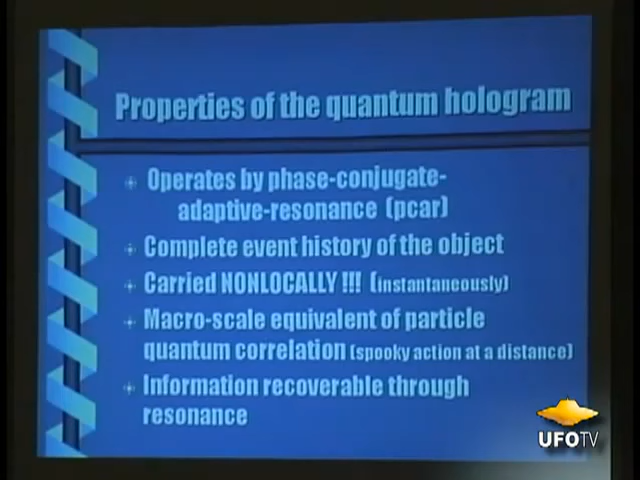 Properties of the quantum hologram
Operates by phase-conjugate-
adaptive-resonance (pcar)
Complete event history of the object
Carried NONLOCALLY !!! (instantaneously)
Macro-scale equivalent of particle
quantum correlation (spooky action at a distance)
Information recoverable through
resonance
UFOTV